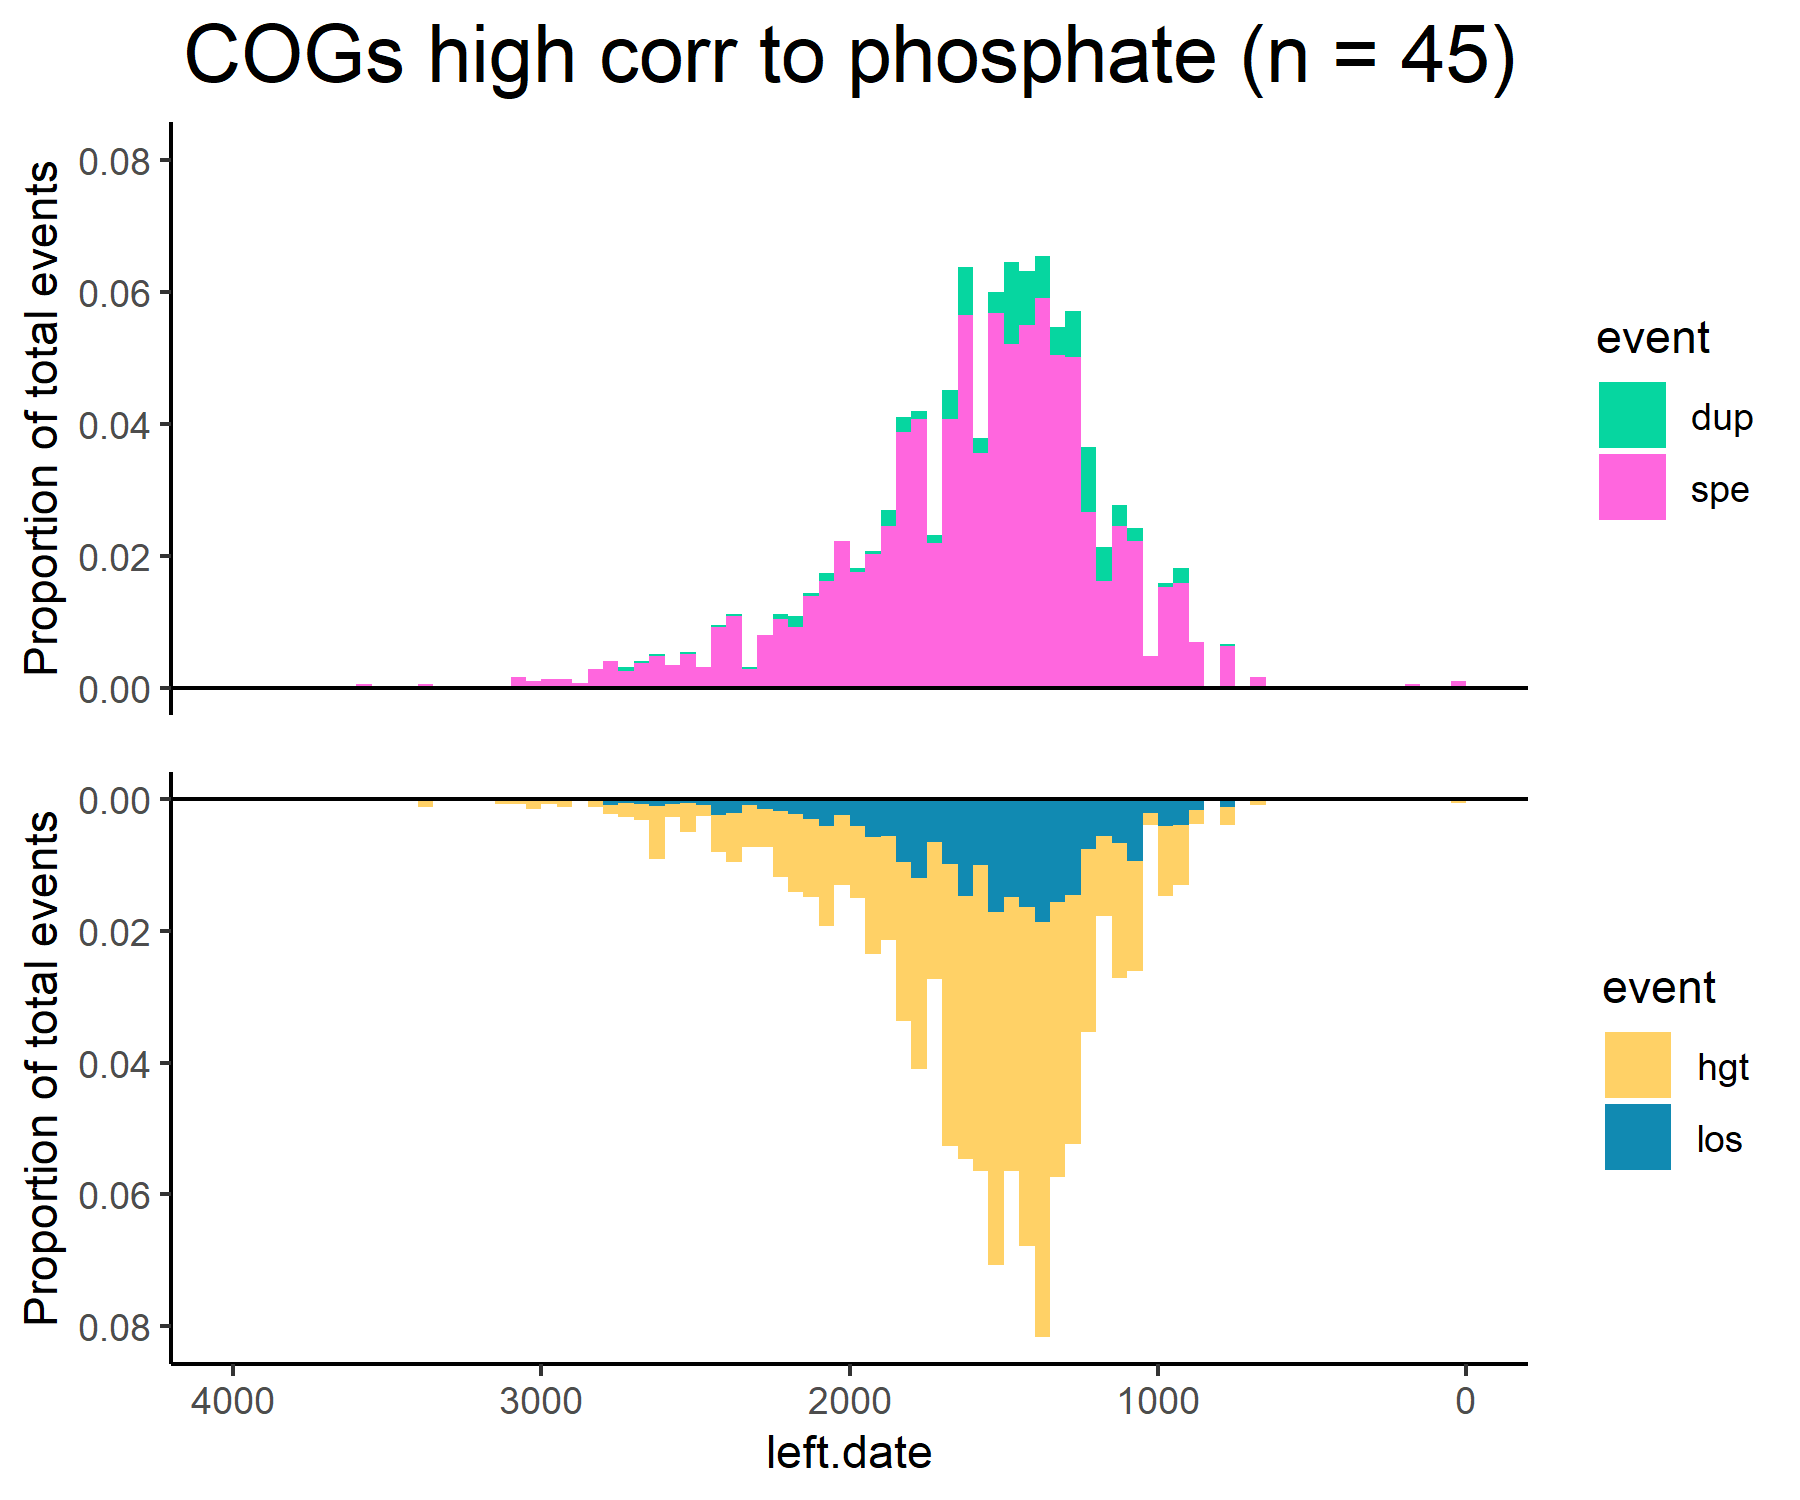 COGs high corr to phosphate (n = 45)
Proportion of total events
0.08
0.06
0.04
0.02
0.00
event
dup
spe
Proportion of total events
0.00
0.02
0.04
0.06
0.08
event
hgt
los
4000 3000 2000 1000 0
left.date